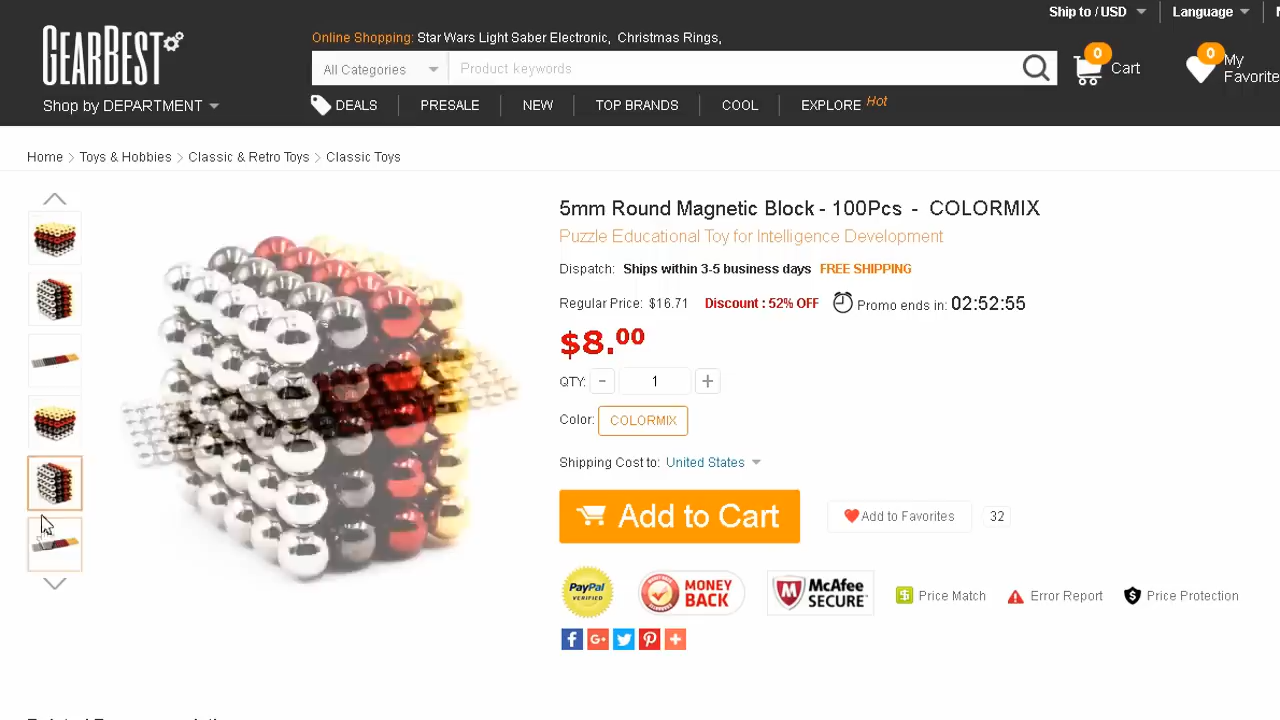 Ship to / USD
Language
GEARBEST
Online Shopping: Star Wars Light Saber Electronic, Christmas Rings,
All Categories
Product keywords
0
Cart
0
My Favorite
Shop by DEPARTMENT
DEALS
PRESALE
NEW
TOP BRANDS
COOL
EXPLORE Hot
Home > Toys & Hobbies > Classic & Retro Toys > Classic Toys
5mm Round Magnetic Block - 100Pcs - COLORMIX
Puzzle Educational Toy for Intelligence Development
Dispatch: Ships within 3-5 business days FREE SHIPPING
Regular Price: $16.71 Discount : 52% OFF Promo ends in: 02:52:55
$8.00
QTY: - 1 +
Color: COLORMIX
Shipping Cost to: United States
Add to Cart
Add to Favorites
32
PayPal
VERIFIED
MONEY BACK
McAfee SECURE
Price Match
Error Report
Price Protection